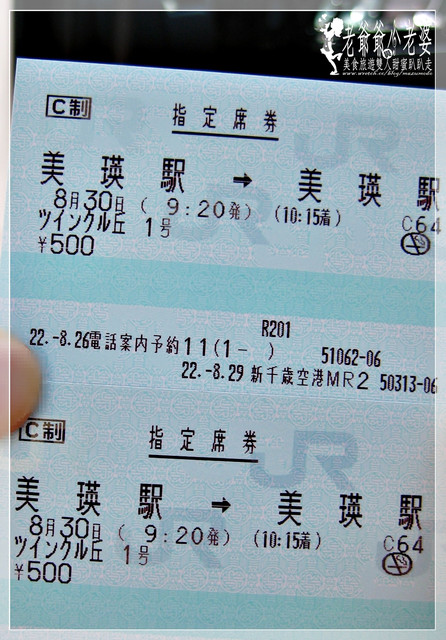 老爺爺小老婆
美食旅遊雙人甜蜜趴趴走
C制
指定席券
美瑛駅 → 美瑛駅
8月30日 ( 9:20発) (10:15着) C64
ツインクル丘 1号
¥500
R201
22.-8.26電話案内予約11(1- ) 51062-06
22.-8.29 新千歳空港MR2 50313-06
C制
指定席券
美瑛駅 → 美瑛駅
8月30日 ( 9:20発) (10:15着) C64
ツインクル丘 1号
¥500